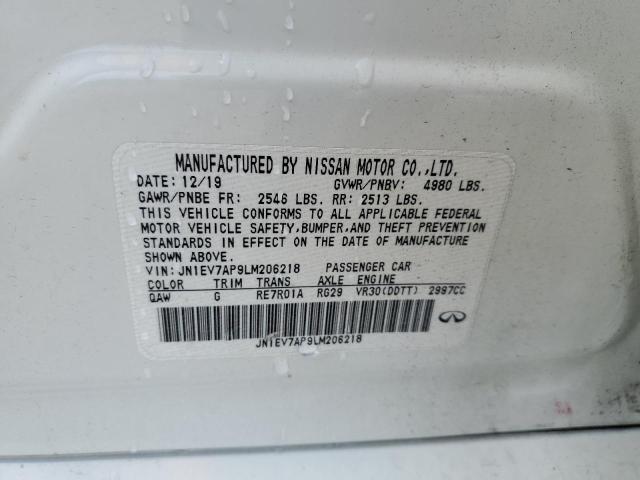 MANUFACTURED BY NISSAN MOTOR CO.,LTD.
DATE: 12/19 GVWR/PNBV: 4980 LBS.
GAWR/PNBE FR: 2546 LBS. RR: 2513 LBS.
THIS VEHICLE CONFORMS TO ALL APPLICABLE FEDERAL
MOTOR VEHICLE SAFETY,BUMPER,AND THEFT PREVENTION
STANDARDS IN EFFECT ON THE DATE OF MANUFACTURE
SHOWN ABOVE.
VIN:JN1EV7AP9LM206218 PASSENGER CAR
COLOR TRIM TRANS AXLE ENGINE
QAW G RE7R01A RG29 VR30(DDTT) 2997CC
JN1EV7AP9LM206218